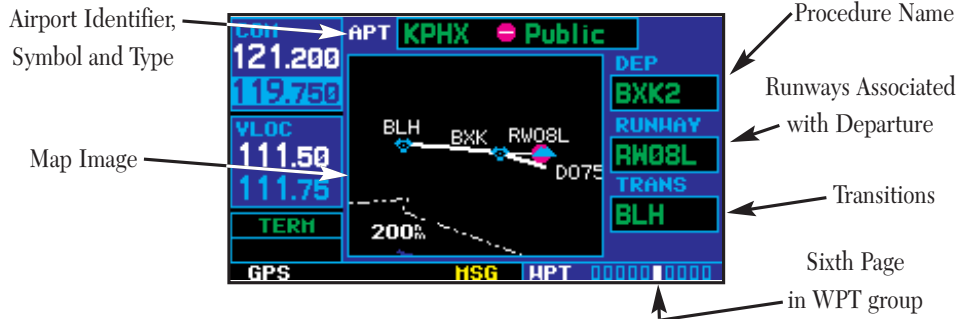 Airport Identifier,
Symbol and Type
Map Image
COM
121.200
119.750
VLOC
111.50
111.75
TERM
GPS
APT KPHX Public
BLH
BXK
RW08L
D075
200nm
MSG
WPT
DEP
BXK2
RUNWAY
RW08L
TRANS
BLH
Procedure Name
Runways Associated
with Departure
Transitions
Sixth Page
in WPT group